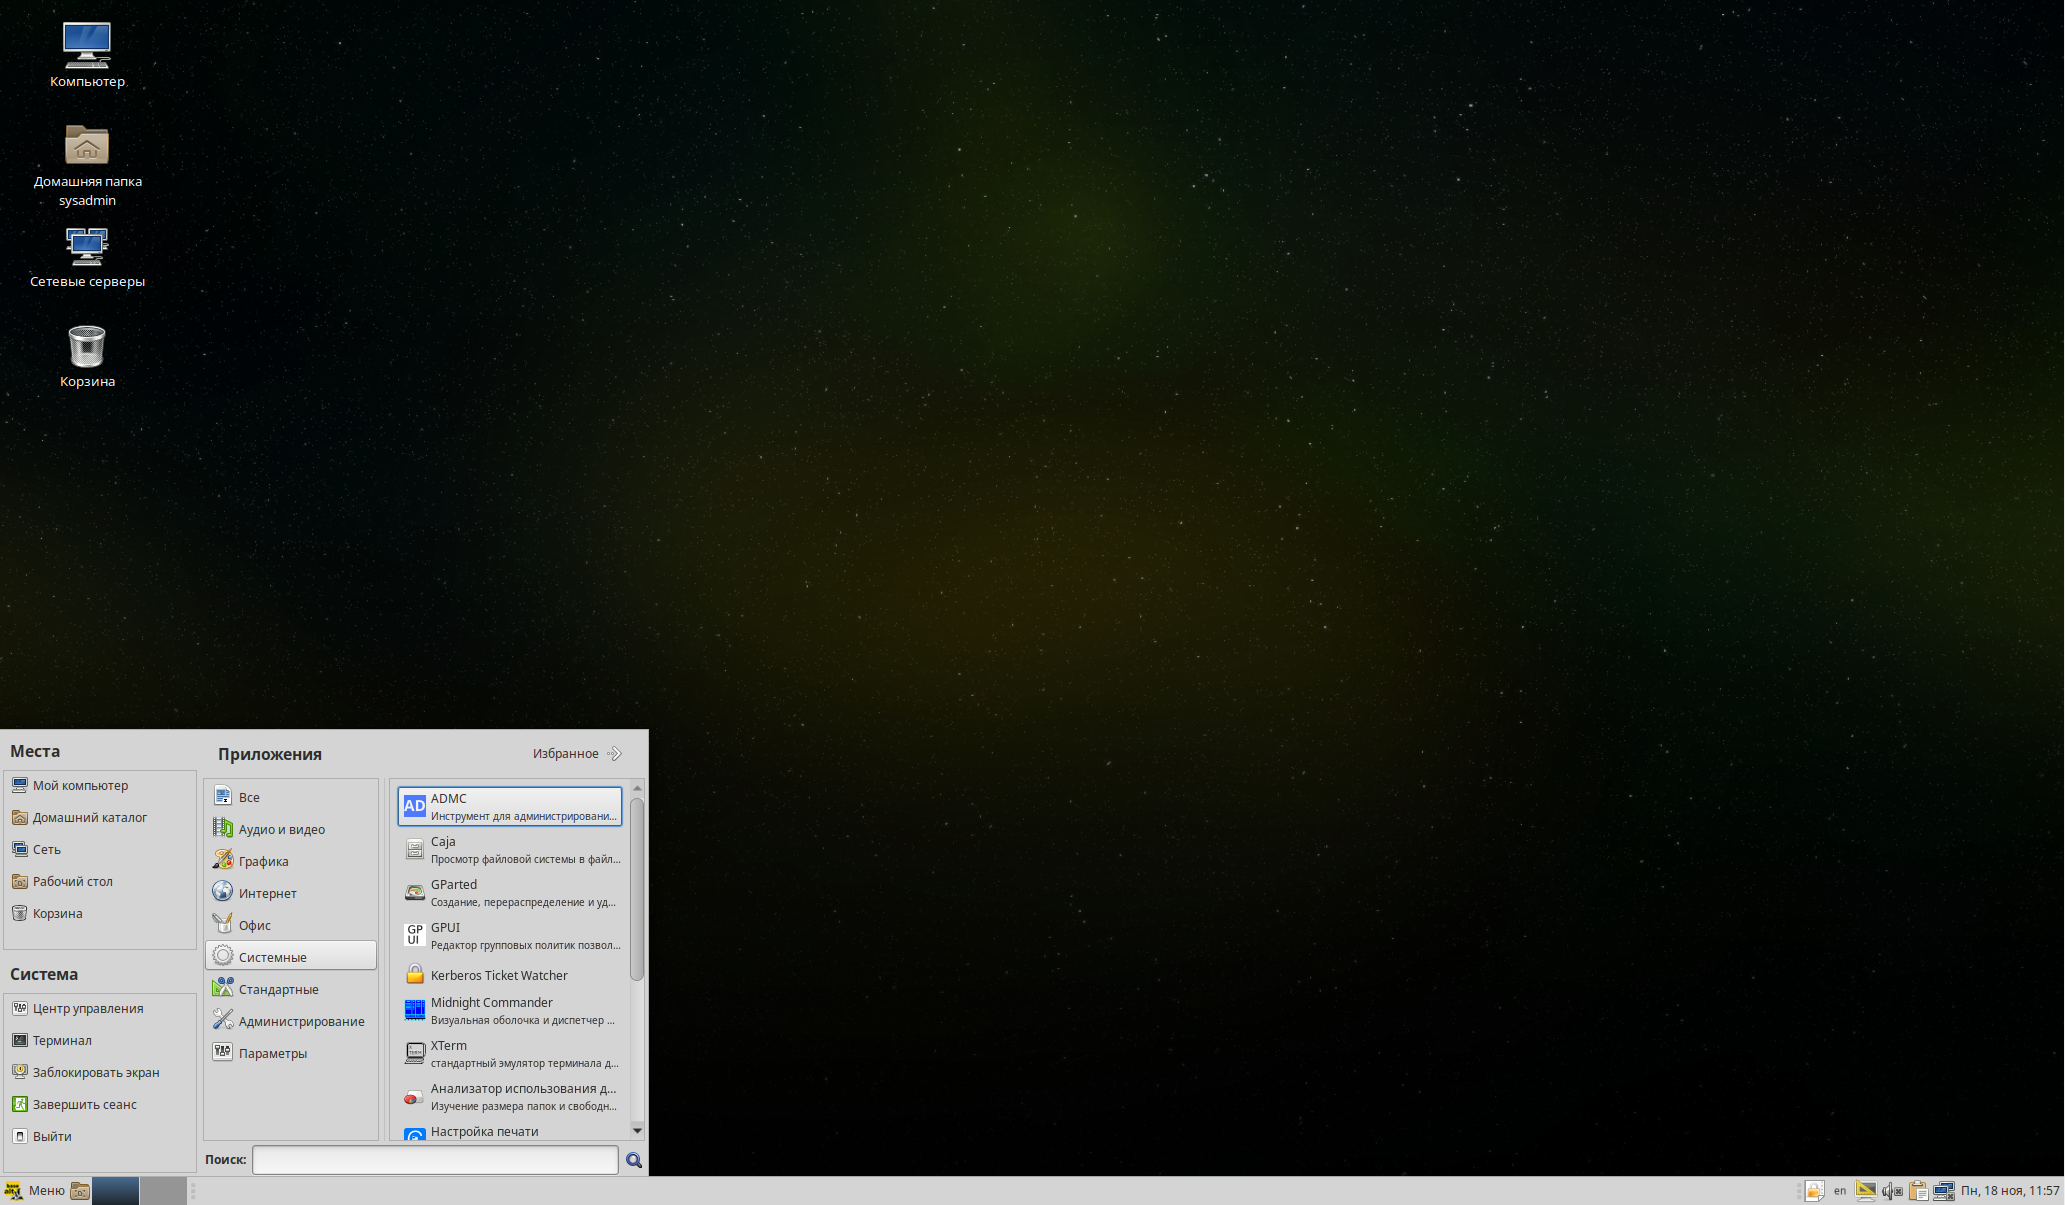 Компьютер
Домашняя папка
sysadmin
Сетевые серверы
Корзина
Места
Мой компьютер
Домашний каталог
Сеть
Рабочий стол
Корзина
Система
Центр управления
Терминал
Заблокировать экран
Завершить сеанс
Выйти
Приложения
Избранное
Все
Аудио и видео
Графика
Интернет
Офис
Системные
Стандартные
Администрирование
Параметры
AD
ADMC
Инструмент для администрировани...
Caja
Просмотр файловой системы в файл...
GParted
Создание, перераспределение и уд...
GP
UI
GPUI
Редактор групповых политик позвол...
Kerberos Ticket Watcher
Midnight Commander
Визуальная оболочка и диспетчер ...
XTerm
стандартный эмулятор терминала д...
Анализатор использования д...
Изучение размера папок и свободн...
Настройка печати
Поиск:
Меню
en
Пн, 18 ноя, 11:57